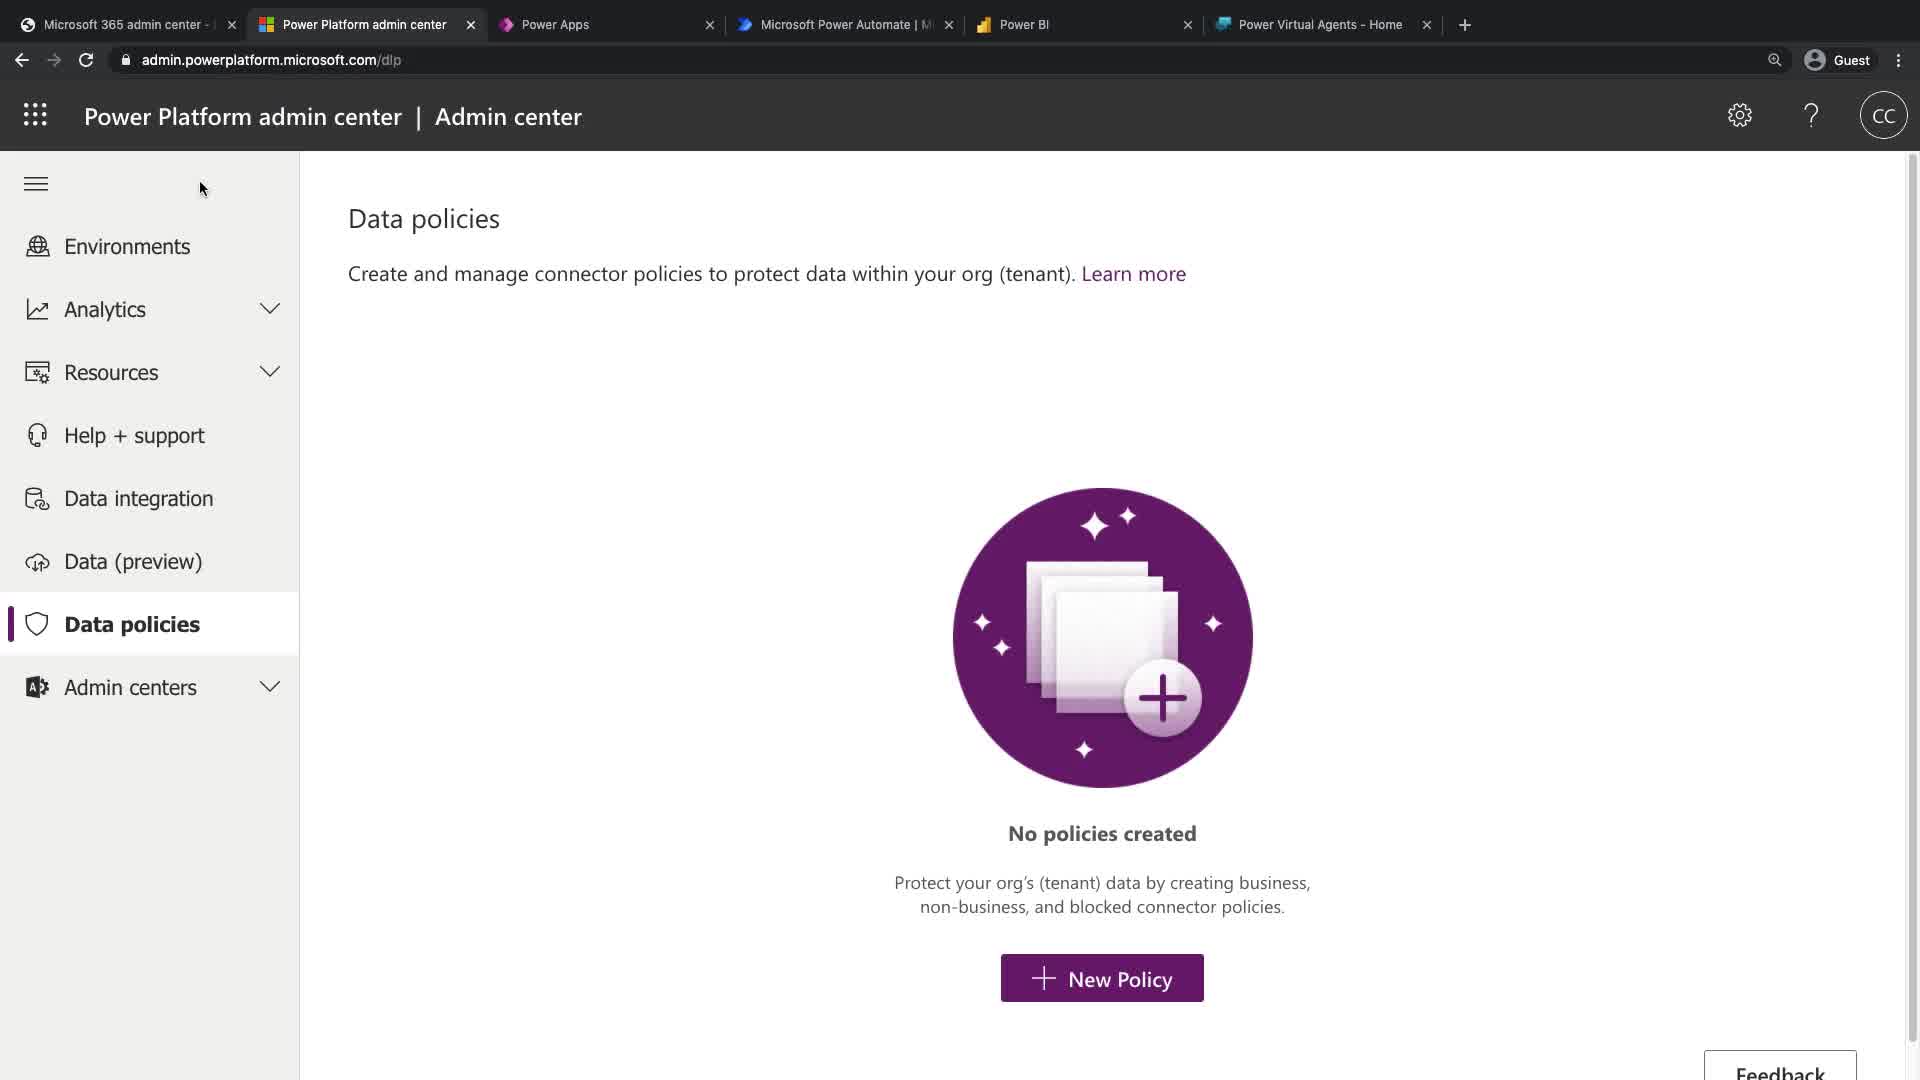 Microsoft 365 admin center -
Power Platform admin center
Power Apps
Microsoft Power Automate | M
Power BI
Power Virtual Agents - Home
admin.powerplatform.microsoft.com/dlp
Guest
Power Platform admin center | Admin center
CC
Environments
Analytics
Resources
Help + support
Data integration
Data (preview)
Data policies
Admin centers
Data policies
Create and manage connector policies to protect data within your org (tenant). Learn more
No policies created
Protect your org's (tenant) data by creating business,
non-business, and blocked connector policies.
New Policy
Feedback